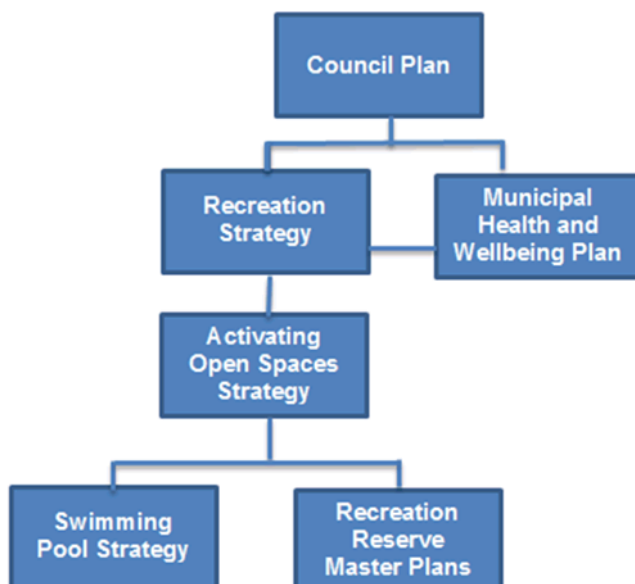 Council Plan
Recreation
Strategy
Municipal
Health and
Wellbeing Plan
Activating
Open Spaces
Strategy
Swimming
Pool Strategy
Recreation
Reserve
Master Plans